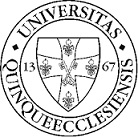 · UNIVERSITAS ·
QUINQUEECCLESIENSIS
13 67